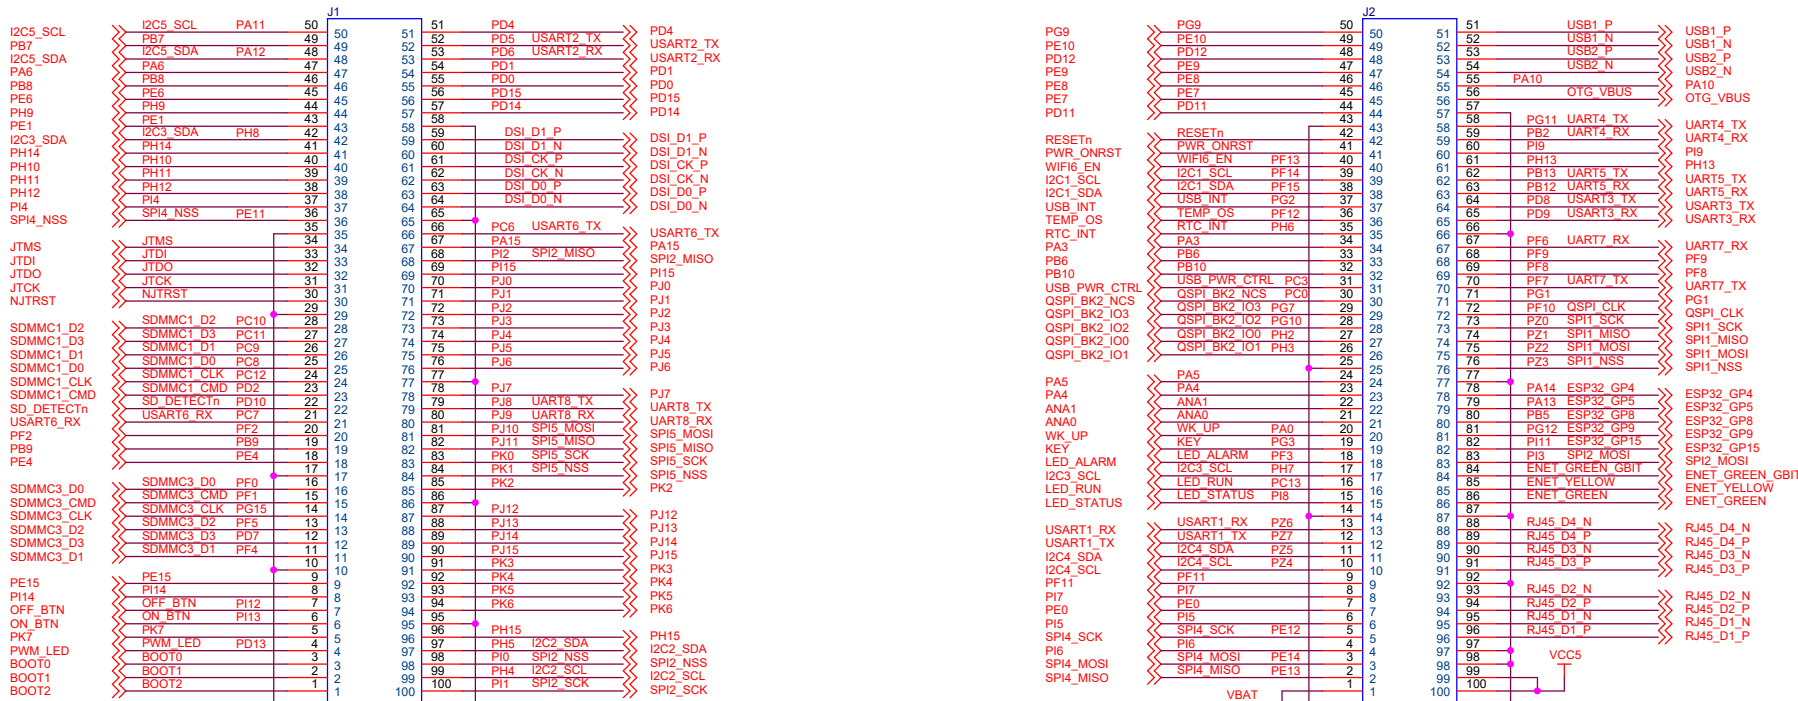 J1
I2C5_SCL I2C5_SCL PA11 50 50 51 51 PD4 PD4
PB7 PB7 49 49 52 52 PD5 USART2_TX USART2_TX
I2C5_SDA I2C5_SDA PA12 48 48 53 53 PD6 USART2_RX USART2_RX
PA6 PA6 47 47 54 54 PD1 PD1
PB8 PB8 46 46 55 55 PD0 PD0
PE6 PE6 45 45 56 56 PD15 PD15
PH9 PH9 44 44 57 57 PD14 PD14
PE1 PE1 43 43 58 58
I2C3_SDA I2C3_SDA PH8 42 42 59 59 DSI_D1_P DSI_D1_P
PH14 PH14 41 41 60 60 DSI_D1_N DSI_D1_N
PH10 PH10 40 40 61 61 DSI_CK_P DSI_CK_P
PH11 PH11 39 39 62 62 DSI_CK_N DSI_CK_N
PH12 PH12 38 38 63 63 DSI_D0_P DSI_D0_P
PI4 PI4 37 37 64 64 DSI_D0_N DSI_D0_N
SPI4_NSS SPI4_NSS PE11 36 36 65 65
35 35 66 66 PC6 USART6_TX USART6_TX
JTMS JTMS 34 34 67 67 PA15 PA15
JTDI JTDI 33 33 68 68 PI2 SPI2_MISO SPI2_MISO
JTDO JTDO 32 32 69 69 PI15 PI15
JTCK JTCK 31 31 70 70 PJ0 PJ0
NJTRST NJTRST 30 30 71 71 PJ1 PJ1
29 29 72 72 PJ2 PJ2
SDMMC1_D2 SDMMC1_D2 PC10 28 28 73 73 PJ3 PJ3
SDMMC1_D3 SDMMC1_D3 PC11 27 27 74 74 PJ4 PJ4
SDMMC1_D1 SDMMC1_D1 PC9 26 26 75 75 PJ5 PJ5
SDMMC1_D0 SDMMC1_D0 PC8 25 25 76 76 PJ6 PJ6
SDMMC1_CLK SDMMC1_CLK PC12 24 24 77 77
SDMMC1_CMD SDMMC1_CMD PD2 23 23 78 78 PJ7 PJ7
SD_DETECTn SD_DETECTn PD10 22 22 79 79 PJ8 UART8_TX UART8_TX
USART6_RX USART6_RX PC7 21 21 80 80 PJ9 UART8_RX UART8_RX
PF2 PF2 20 20 81 81 PJ10 SPI5_MOSI SPI5_MOSI
PB9 PB9 19 19 82 82 PJ11 SPI5_MISO SPI5_MISO
PE4 PE4 18 18 83 83 PK0 SPI5_SCK SPI5_SCK
17 17 84 84 PK1 SPI5_NSS SPI5_NSS
SDMMC3_D0 SDMMC3_D0 PF0 16 16 85 85 PK2 PK2
SDMMC3_CMD SDMMC3_CMD PF1 15 15 86 86
SDMMC3_CLK SDMMC3_CLK PG15 14 14 87 87 PJ12 PJ12
SDMMC3_D2 SDMMC3_D2 PF5 13 13 88 88 PJ13 PJ13
SDMMC3_D3 SDMMC3_D3 PD7 12 12 89 89 PJ14 PJ14
SDMMC3_D1 SDMMC3_D1 PF4 11 11 90 90 PJ15 PJ15
10 10 91 91 PK3 PK3
PE15 PE15 9 9 92 92 PK4 PK4
PI14 PI14 8 8 93 93 PK5 PK5
OFF_BTN OFF_BTN PI12 7 7 94 94 PK6 PK6
ON_BTN ON_BTN PI13 6 6 95 95
PK7 PK7 5 5 96 96 PH15 PH15
PWM_LED PWM_LED PD13 4 4 97 97 PH5 I2C2_SDA I2C2_SDA
BOOT0 BOOT0 3 3 98 98 PI0 SPI2_NSS SPI2_NSS
BOOT1 BOOT1 2 2 99 99 PH4 I2C2_SCL I2C2_SCL
BOOT2 BOOT2 1 1 100 100 PI1 SPI2_SCK SPI2_SCK
J2
PG9 PG9 50 50 51 51 USB1_P USB1_P
PE10 PE10 49 49 52 52 USB1_N USB1_N
PD12 PD12 48 48 53 53 USB2_P USB2_P
PE9 PE9 47 47 54 54 USB2_N USB2_N
PE8 PE8 46 46 55 55 PA10 PA10
PE7 PE7 45 45 56 56 OTG_VBUS OTG_VBUS
PD11 PD11 44 44 57 57
43 43 58 58 PG11 UART4_TX UART4_TX
RESETn RESETn 42 42 59 59 PB2 UART4_RX UART4_RX
PWR_ONRST PWR_ONRST 41 41 60 60 PI9 PI9
WIFI6_EN WIFI6_EN PF13 40 40 61 61 PH13 PH13
I2C1_SCL I2C1_SCL PF14 39 39 62 62 PB13 UART5_TX UART5_TX
I2C1_SDA I2C1_SDA PF15 38 38 63 63 PB12 UART5_RX UART5_RX
USB_INT USB_INT PG2 37 37 64 64 PD8 USART3_TX USART3_TX
TEMP_OS TEMP_OS PF12 36 36 65 65 PD9 USART3_RX USART3_RX
RTC_INT RTC_INT PH6 35 35 66 66
PA3 PA3 34 34 67 67 PF6 UART7_RX UART7_RX
PB6 PB6 33 33 68 68 PF9 PF9
PB10 PB10 32 32 69 69 PF8 PF8
USB_PWR_CTRL USB_PWR_CTRL PC3 31 31 70 70 PF7 UART7_TX UART7_TX
QSPI_BK2_NCS QSPI_BK2_NCS PC0 30 30 71 71 PG1 PG1
QSPI_BK2_IO3 QSPI_BK2_IO3 PG7 29 29 72 72 PF10 QSPI_CLK QSPI_CLK
QSPI_BK2_IO2 QSPI_BK2_IO2 PG10 28 28 73 73 PZ0 SPI1_SCK SPI1_SCK
QSPI_BK2_IO0 QSPI_BK2_IO0 PH2 27 27 74 74 PZ1 SPI1_MISO SPI1_MISO
QSPI_BK2_IO1 QSPI_BK2_IO1 PH3 26 26 75 75 PZ2 SPI1_MOSI SPI1_MOSI
25 25 76 76 PZ3 SPI1_NSS SPI1_NSS
PA5 PA5 24 24 77 77
PA4 PA4 23 23 78 78 PA14 ESP32_GP4 ESP32_GP4
ANA1 ANA1 22 22 79 79 PA13 ESP32_GP5 ESP32_GP5
ANA0 ANA0 21 21 80 80 PB5 ESP32_GP8 ESP32_GP8
WK_UP WK_UP PA0 20 20 81 81 PG12 ESP32_GP9 ESP32_GP9
KEY KEY PG3 19 19 82 82 PI11 ESP32_GP15 ESP32_GP15
LED_ALARM LED_ALARM PF3 18 18 83 83 PI3 SPI2_MOSI SPI2_MOSI
I2C3_SCL I2C3_SCL PH7 17 17 84 84 ENET_GREEN_GBIT ENET_GREEN_GBIT
LED_RUN LED_RUN PC13 16 16 85 85 ENET_YELLOW ENET_YELLOW
LED_STATUS LED_STATUS PI8 15 15 86 86 ENET_GREEN ENET_GREEN
14 14 87 87
USART1_RX USART1_RX PZ6 13 13 88 88 RJ45_D4_N RJ45_D4_N
USART1_TX USART1_TX PZ7 12 12 89 89 RJ45_D4_P RJ45_D4_P
I2C4_SDA I2C4_SDA PZ5 11 11 90 90 RJ45_D3_N RJ45_D3_N
I2C4_SCL I2C4_SCL PZ4 10 10 91 91 RJ45_D3_P RJ45_D3_P
PF11 PF11 9 9 92 92
PI7 PI7 8 8 93 93 RJ45_D2_N RJ45_D2_N
PE0 PE0 7 7 94 94 RJ45_D2_P RJ45_D2_P
PI5 PI5 6 6 95 95 RJ45_D1_N RJ45_D1_N
SPI4_SCK SPI4_SCK PE12 5 5 96 96 RJ45_D1_P RJ45_D1_P
PI6 PI6 4 4 97 97
SPI4_MOSI SPI4_MOSI PE14 3 3 98 98 VCC5
SPI4_MISO SPI4_MISO PE13 2 2 99 99
VBAT 1 1 100 100